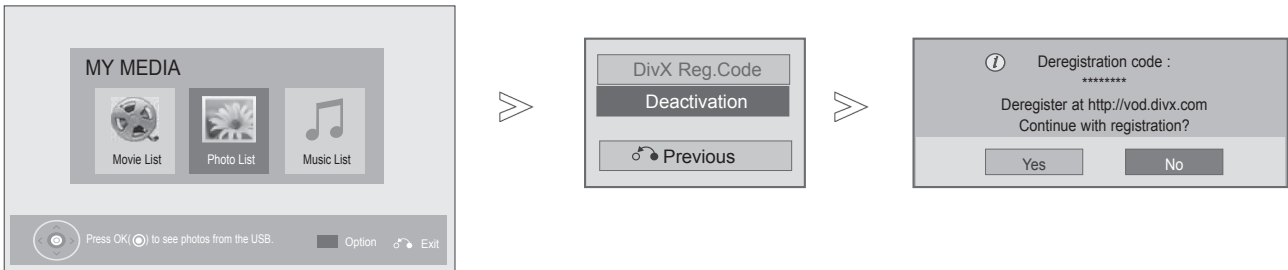 MY MEDIA
Movie List
Photo List
Music List
Press OK(◉) to see photos from the USB.
Option
Exit
DivX Reg.Code
Deactivation
Previous
i
Deregistration code :
********
Deregister at http://vod.divx.com
Continue with registration?
Yes
No